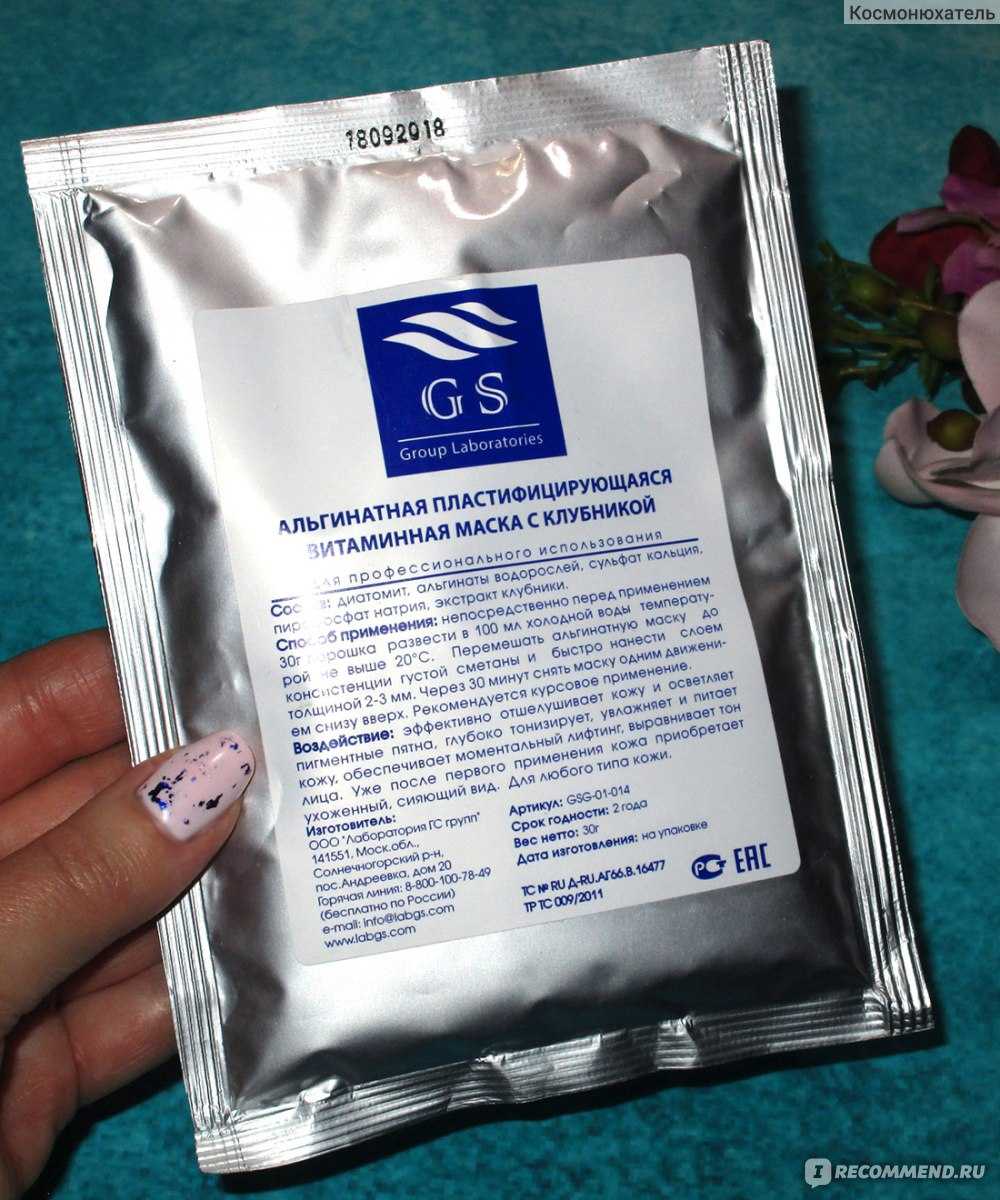 Космонюхатель
18092018
GS
Group Laboratories
АЛЬГИНАТНАЯ ПЛАСТИФИЦИРУЮЩАЯСЯ
ВИТАМИННАЯ МАСКА С КЛУБНИКОЙ
для профессионального использования
Состав: диатомит, альгинаты водорослей, сульфат кальция,
пирофосфат натрия, экстракт клубники.
Способ применения: непосредственно перед применением
30г порошка развести в 100 мл холодной воды температу-
рой не выше 20°С. Перемешать альгинатную маску до
консистенции густой сметаны и быстро нанести слоем
толщиной 2-3 мм. Через 30 минут снять маску одним движени-
ем снизу вверх. Рекомендуется курсовое применение.
Воздействие: эффективно отшелушивает кожу и осветляет
пигментные пятна, глубоко тонизирует, увлажняет и питает
кожу, обеспечивает моментальный лифтинг, выравнивает тон
лица. Уже после первого применения кожа приобретает
ухоженный, сияющий вид. Для любого типа кожи.
Изготовитель:
ООО "Лаборатория ГС групп"
141551, Моск.обл.,
Солнечногорский р-н,
пос.Андреевка, дом 20
Горячая линия: 8-800-100-78-49
(бесплатно по России)
e-mail: info@labgs.com
www.labgs.com
Артикул: GSG-01-014
Срок годности: 2 года
Вес нетто: 30г
Дата изготовления: на упаковке
ТС № RU Д-RU.АГ66.В.16477
ТР ТС 009/2011
РСТ EAC
IRECOMMEND.RU